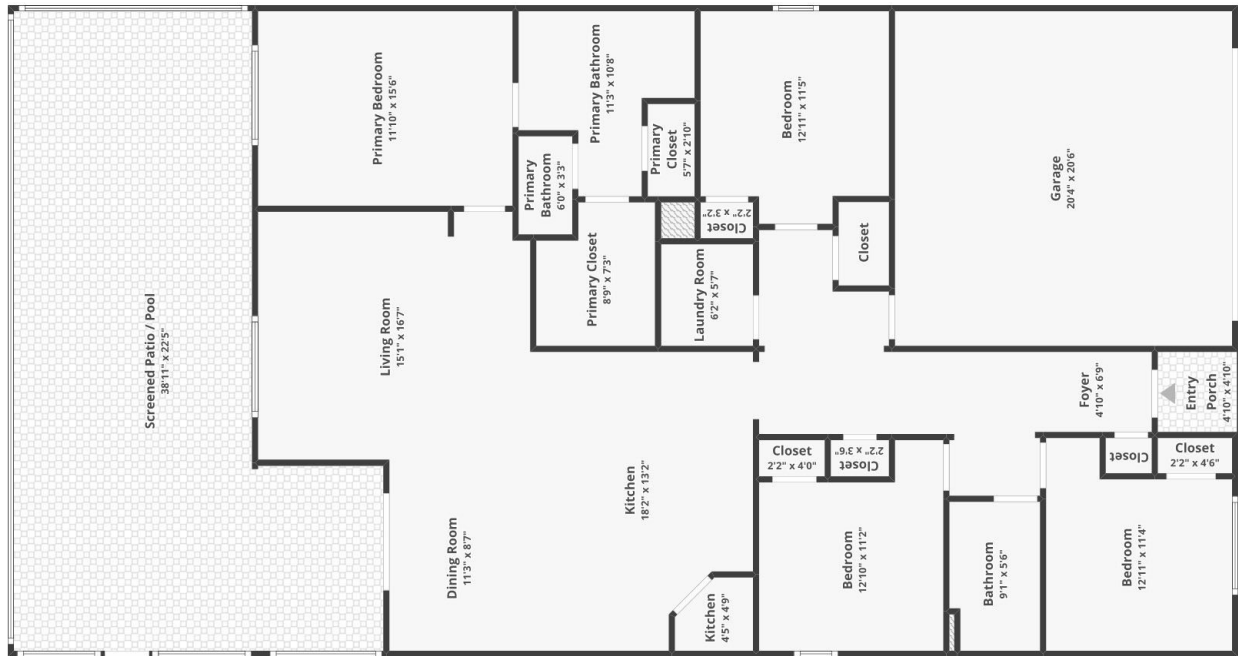 Screened Patio / Pool
38'11" x 22'5"
Primary Bedroom
11'10" x 15'6"
Living Room
15'1" x 16'7"
Dining Room
11'3" x 8'7"
Primary Bathroom
11'3" x 10'8"
Primary
Bathroom
6'0" x 3'3"
Primary
Closet
5'7" x 2'10"
Primary Closet
8'9" x 7'3"
Closet
2'2" x 3'2"
Laundry Room
6'2" x 5'7"
Kitchen
18'2" x 13'2"
Kitchen
4'5" x 4'9"
Bedroom
12'11" x 11'5"
Closet
Garage
20'4" x 20'6"
Foyer
4'10" x 6'9"
Entry
Porch
4'10" x 4'10"
Closet
2'2" x 4'0"
Closet
2'2" x 3'6"
Closet
Closet
2'2" x 4'6"
Bedroom
12'10" x 11'2"
Bathroom
9'1" x 5'6"
Bedroom
12'11" x 11'4"